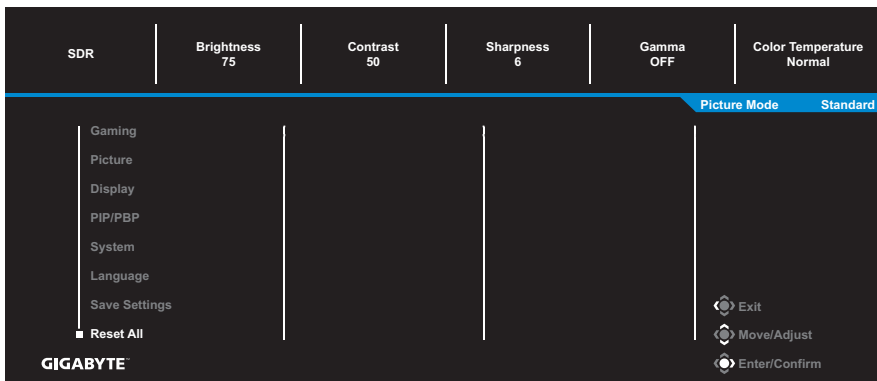 SDR
Brightness
75
Contrast
50
Sharpness
6
Gamma
OFF
Color Temperature
Normal
Picture Mode Standard
Gaming
Picture
Display
PIP/PBP
System
Language
Save Settings
Reset All
Exit
Move/Adjust
Enter/Confirm
GIGABYTE™